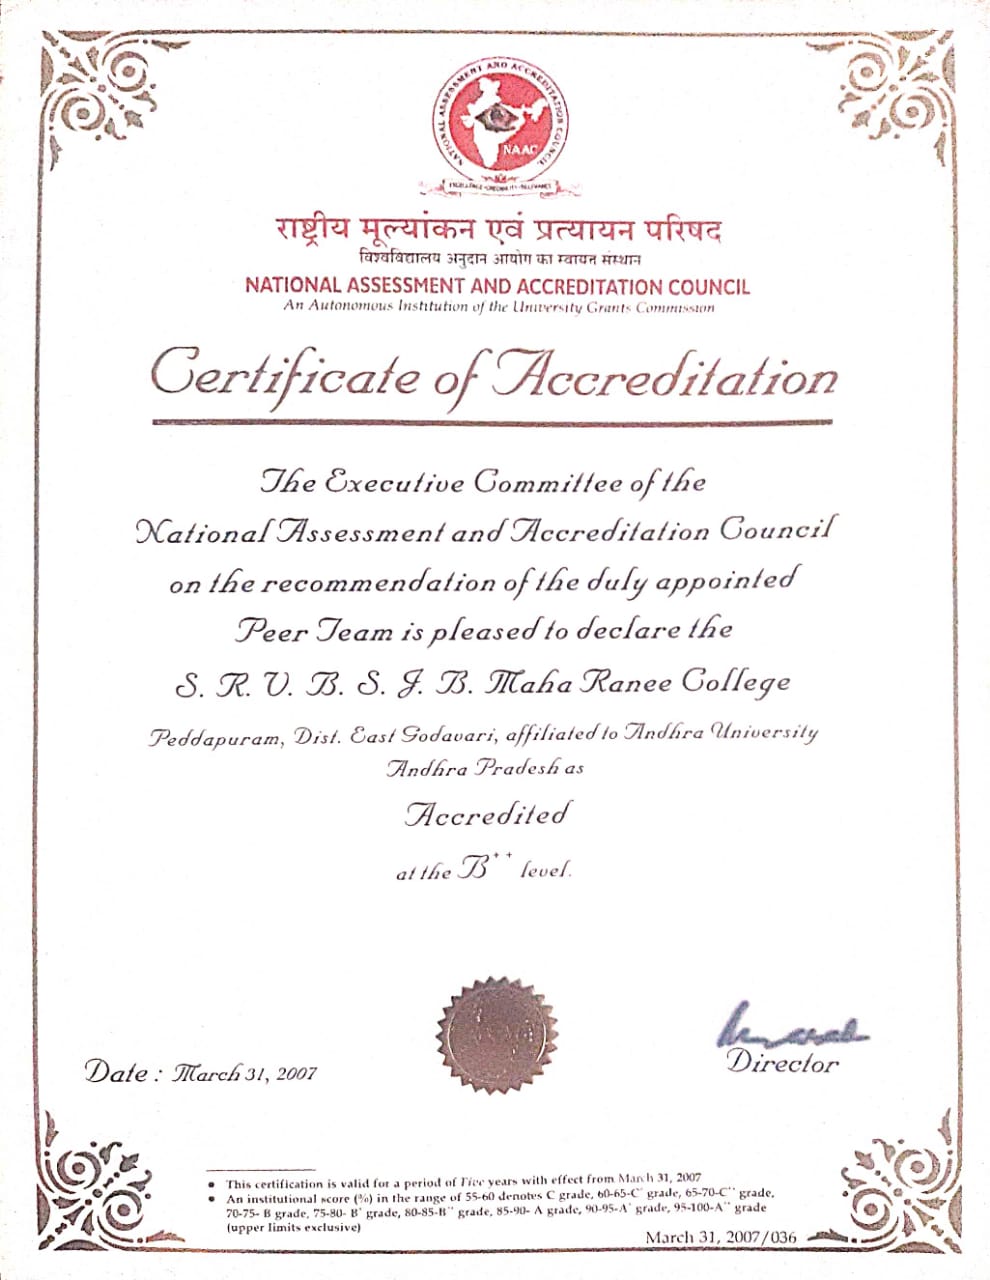 NATIONAL ASSESSMENT AND ACCREDITATION COUNCIL
NAAC
EXCELLENCE • CREDIBILITY • RELEVANCE
राष्ट्रीय मूल्यांकन एवं प्रत्यायन परिषद
विश्वविद्यालय अनुदान आयोग का स्वायत्त संस्थान
NATIONAL ASSESSMENT AND ACCREDITATION COUNCIL
An Autonomous Institution of the University Grants Commission
Certificate of Accreditation
The Executive Committee of the
National Assessment and Accreditation Council
on the recommendation of the duly appointed
Peer Team is pleased to declare the
S. R. V. B. S. J. B. Maha Ranee College
Peddapuram, Dist. East Godavari, affiliated to Andhra University
Andhra Pradesh as
Accredited
at the B⁺⁺ level.
Date : March 31, 2007
Director
• This certification is valid for a period of Five years with effect from March 31, 2007
• An institutional score (%) in the range of 55-60 denotes C grade, 60-65-C⁺ grade, 65-70-C⁺⁺ grade,
70-75- B grade, 75-80- B⁺ grade, 80-85-B⁺⁺ grade, 85-90- A grade, 90-95-A⁺ grade, 95-100-A⁺⁺ grade
(upper limits exclusive)
March 31, 2007/036